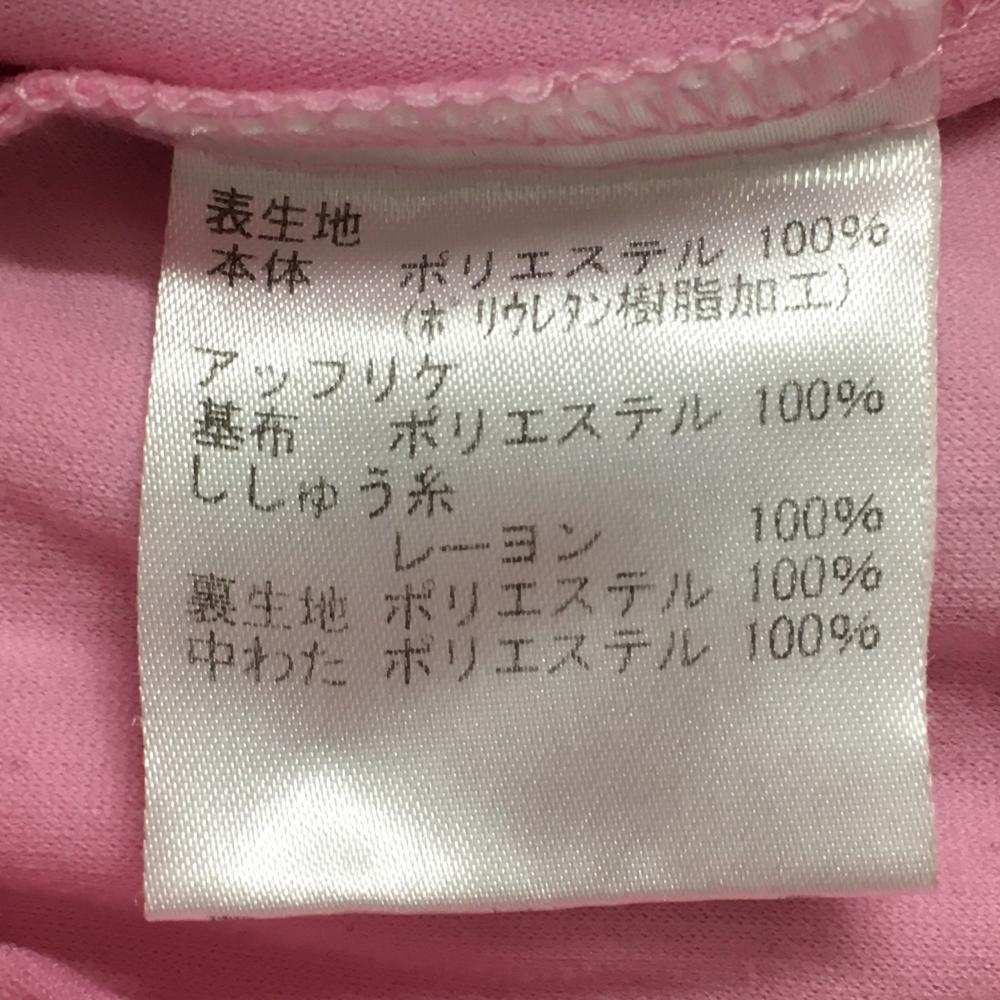 表生地
本体 ポリエステル 100%
(ポリウレタン樹脂加工)
アップリケ
基布 ポリエステル 100%
ししゅう糸
レーヨン 100%
裏生地 ポリエステル 100%
中わた ポリエステル 100%